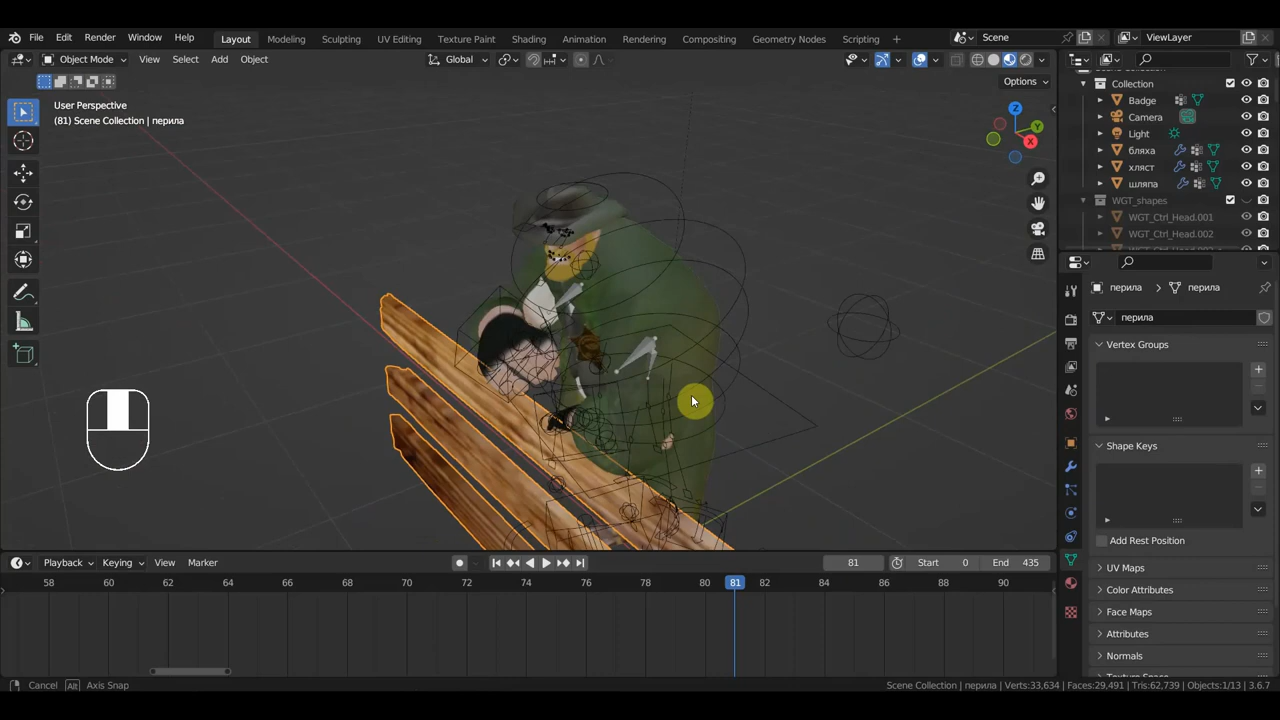 File Edit Render Window Help Layout Modeling Sculpting UV Editing Texture Paint Shading Animation Rendering Compositing Geometry Nodes Scripting + Scene ViewLayer
Object Mode View Select Add Object Global Options
User Perspective
(81) Scene Collection | перила
X Y Z
Collection
Badge
Camera
Light
бляха
хляст
шляпа
WGT_shapes
WGT_Ctrl_Head.001
WGT_Ctrl_Head.002
перила > перила
перила
Vertex Groups
Shape Keys
Add Rest Position
UV Maps
Color Attributes
Face Maps
Attributes
Normals
Texture Space
Playback Keying View Marker 81 Start 0 End 435
58 60 62 64 66 68 70 72 74 76 78 80 81 82 84 86 88 90
Cancel Alt Axis Snap Scene Collection | перила | Verts:33,634 | Faces:29,491 | Tris:62,739 | Objects:1/13 | 3.6.7